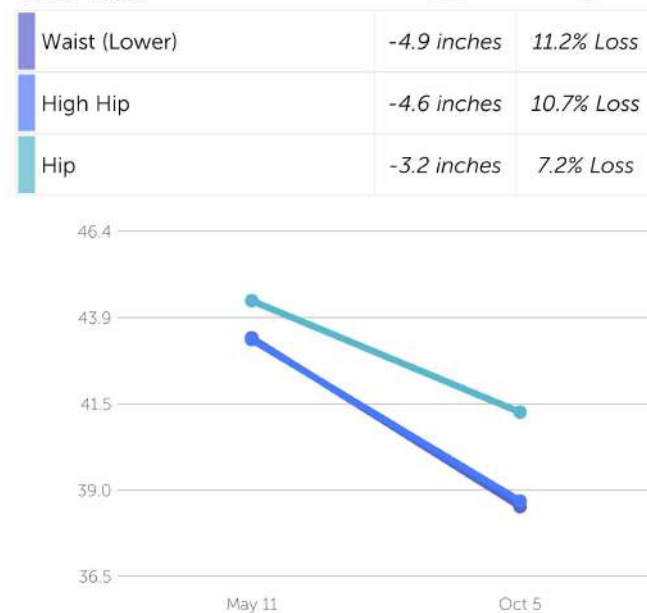 Waist (Lower) -4.9 inches 11.2% Loss
High Hip -4.6 inches 10.7% Loss
Hip -3.2 inches 7.2% Loss
46.4
43.9
41.5
39.0
36.5
May 11 Oct 5